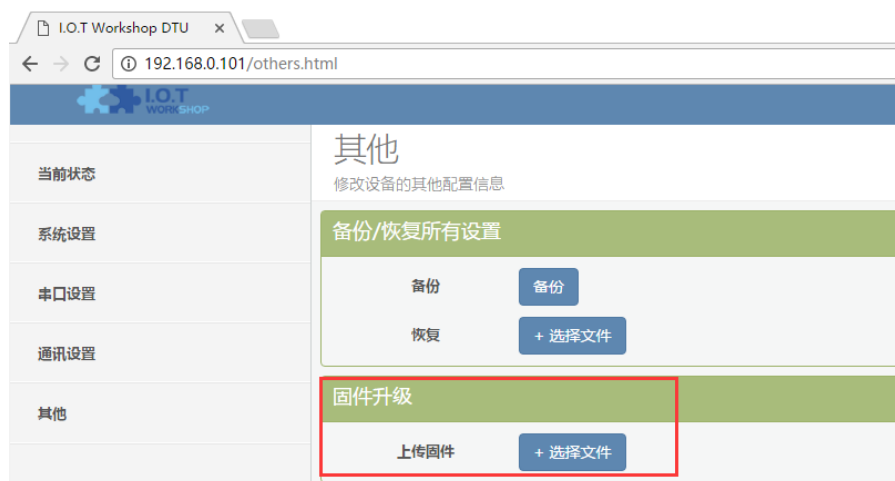 I.O.T Workshop DTU
192.168.0.101/others.html
I.O.T
WORKSHOP
当前状态
系统设置
串口设置
通讯设置
其他
其他
修改设备的其他配置信息
备份/恢复所有设置
备份 备份
恢复 + 选择文件
固件升级
上传固件 + 选择文件